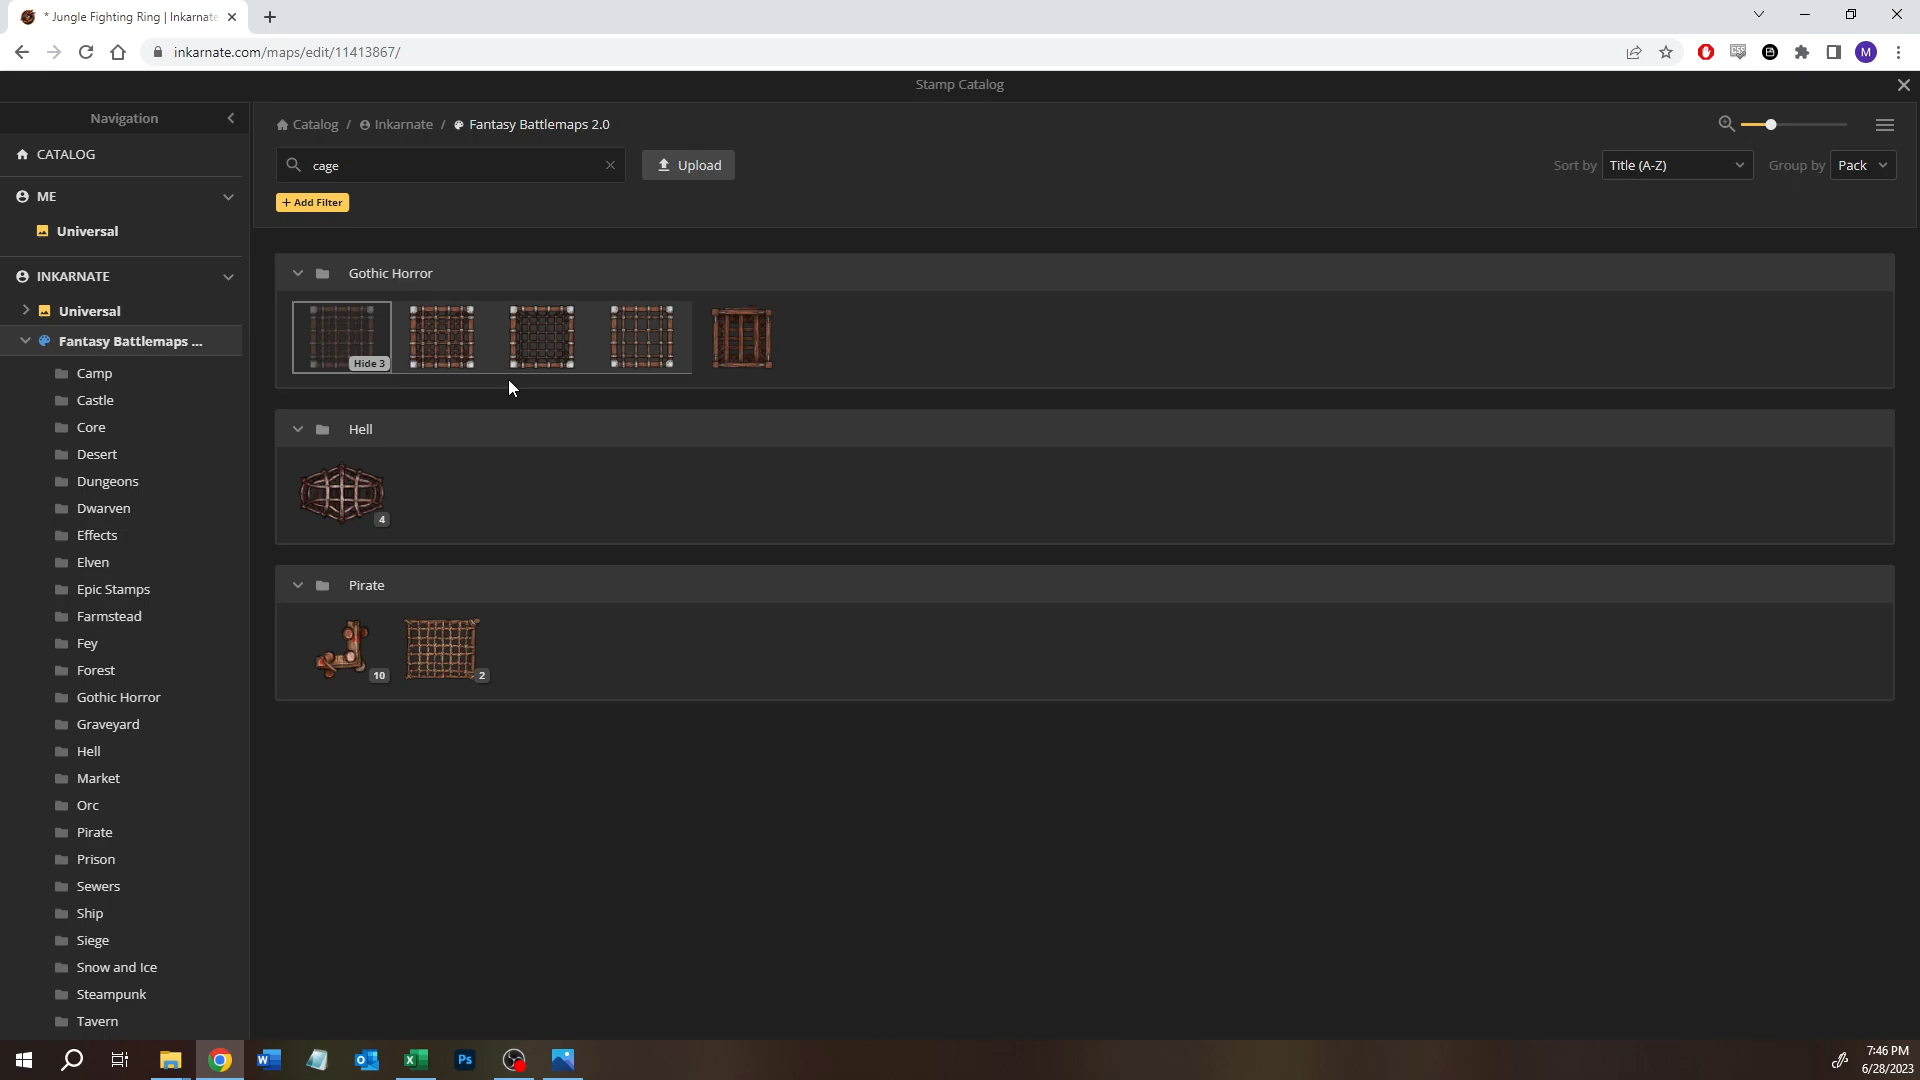 * Jungle Fighting Ring | Inkarnate
inkarnate.com/maps/edit/11413867/
M
Stamp Catalog
Navigation
CATALOG
ME
Universal
INKARNATE
Universal
Fantasy Battlemaps ...
Camp
Castle
Core
Desert
Dungeons
Dwarven
Effects
Elven
Epic Stamps
Farmstead
Fey
Forest
Gothic Horror
Graveyard
Hell
Market
Orc
Pirate
Prison
Sewers
Ship
Siege
Snow and Ice
Steampunk
Tavern
Catalog / Inkarnate / Fantasy Battlemaps 2.0
cage
Upload
Sort by Title (A-Z) Group by Pack
+ Add Filter
Gothic Horror
Hide 3
Hell
4
Pirate
10 2
Ps
7:46 PM
6/28/2023